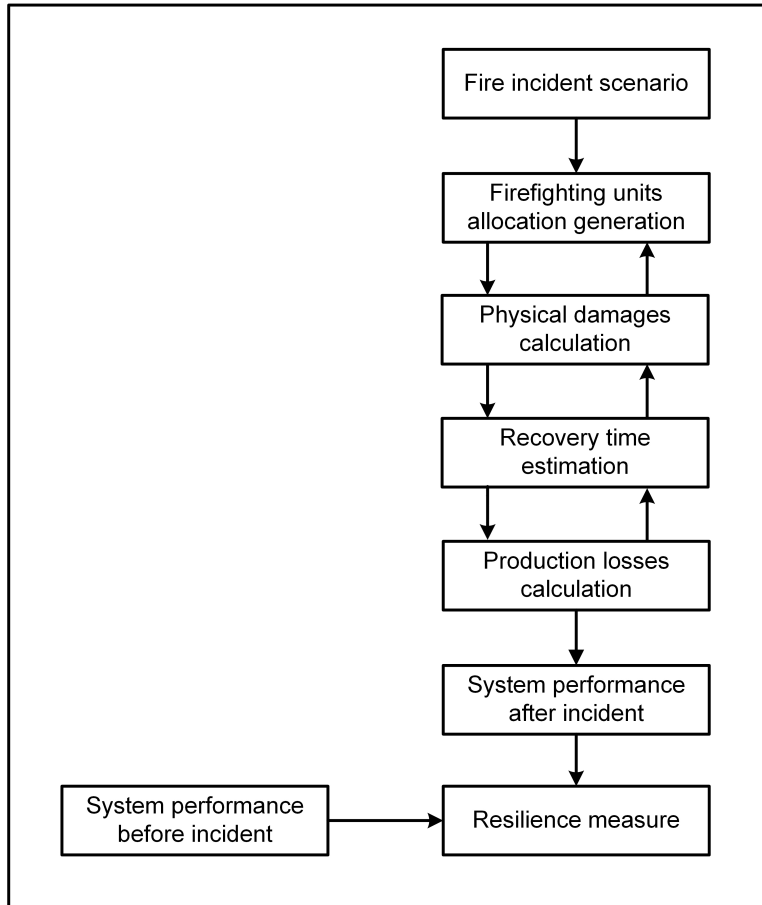 Fire incident scenario
Firefighting units
allocation generation
Physical damages
calculation
Recovery time
estimation
Production losses
calculation
System performance
after incident
System performance
before incident
Resilience measure